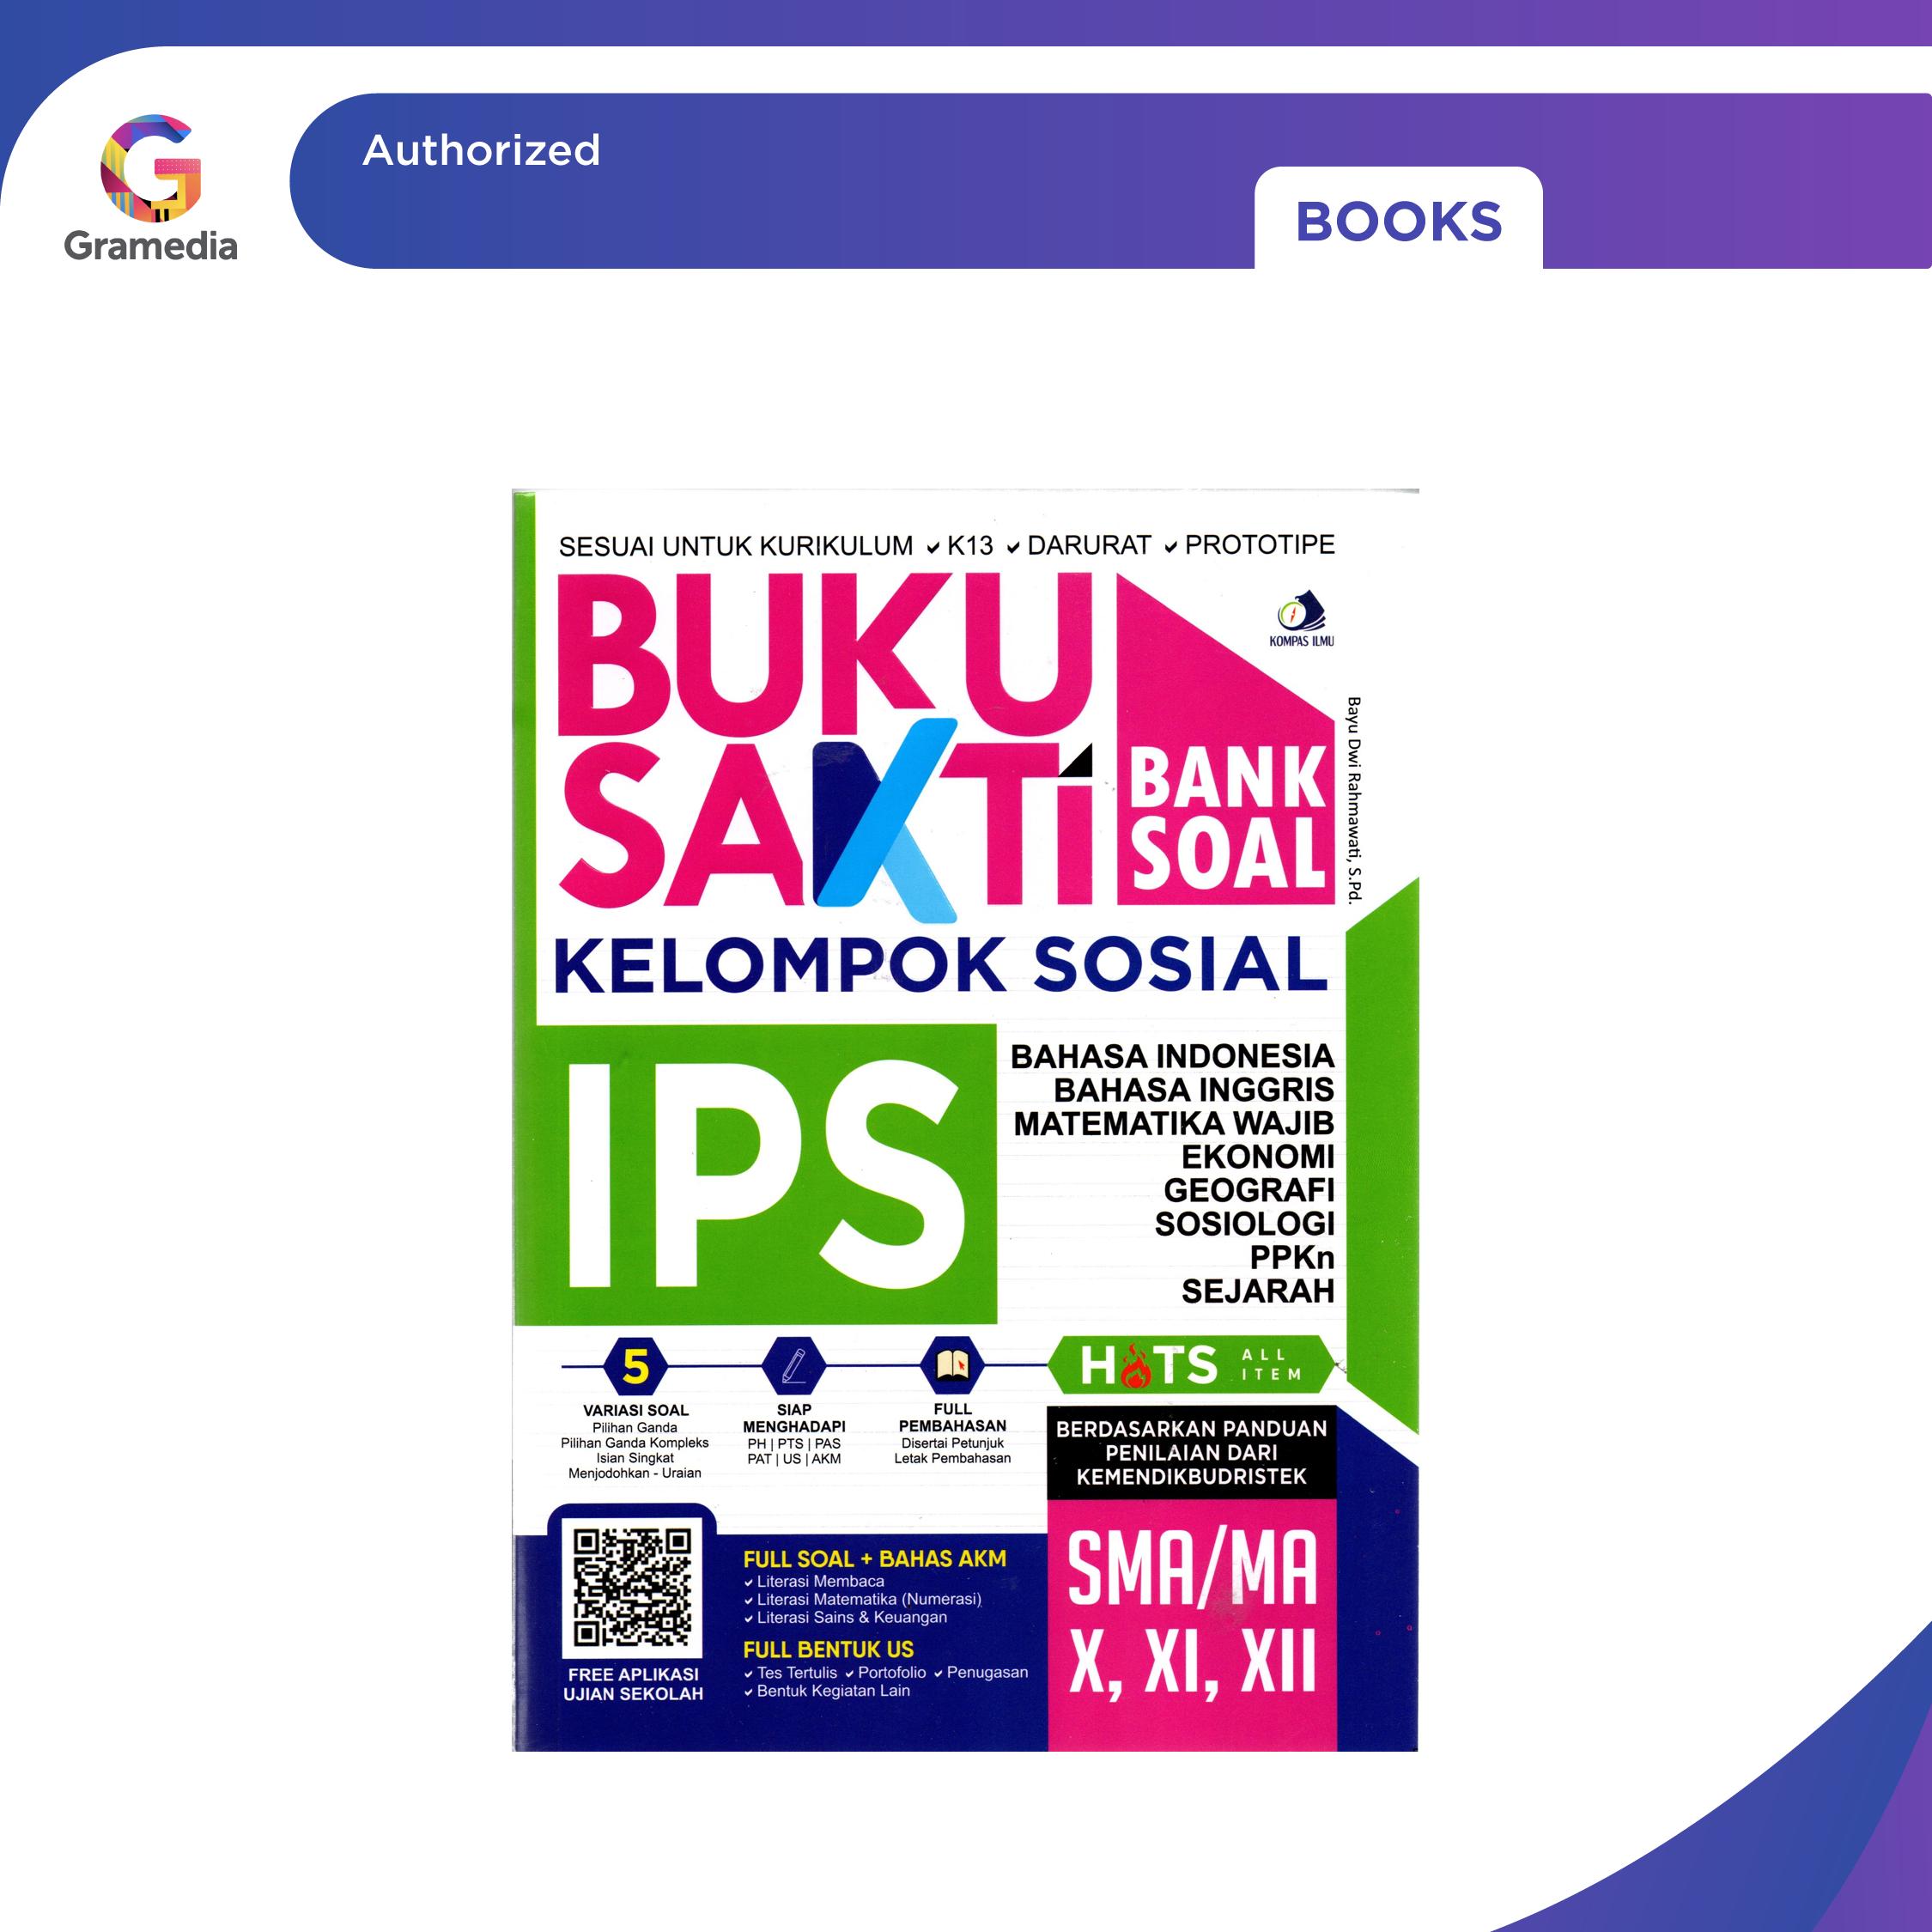 Gramedia
Authorized
BOOKS
SESUAI UNTUK KURIKULUM ✓ K13 ✓ DARURAT ✓ PROTOTIPE
BUKU
SAKTi
BANK
SOAL
KOMPAS ILMU
Bayu Dwi Rahmawati, S.Pd.
KELOMPOK SOSIAL
IPS
BAHASA INDONESIA
BAHASA INGGRIS
MATEMATIKA WAJIB
EKONOMI
GEOGRAFI
SOSIOLOGI
PPKn
SEJARAH
5
VARIASI SOAL
Pilihan Ganda
Pilihan Ganda Kompleks
Isian Singkat
Menjodohkan - Uraian
SIAP
MENGHADAPI
PH | PTS | PAS
PAT | US | AKM
FULL
PEMBAHASAN
Disertai Petunjuk
Letak Pembahasan
HOTS ALL
ITEM
BERDASARKAN PANDUAN
PENILAIAN DARI
KEMENDIKBUDRISTEK
SMA/MA
X, XI, XII
FREE APLIKASI
UJIAN SEKOLAH
FULL SOAL + BAHAS AKM
✓ Literasi Membaca
✓ Literasi Matematika (Numerasi)
✓ Literasi Sains & Keuangan
FULL BENTUK US
✓ Tes Tertulis ✓ Portofolio ✓ Penugasan
✓ Bentuk Kegiatan Lain